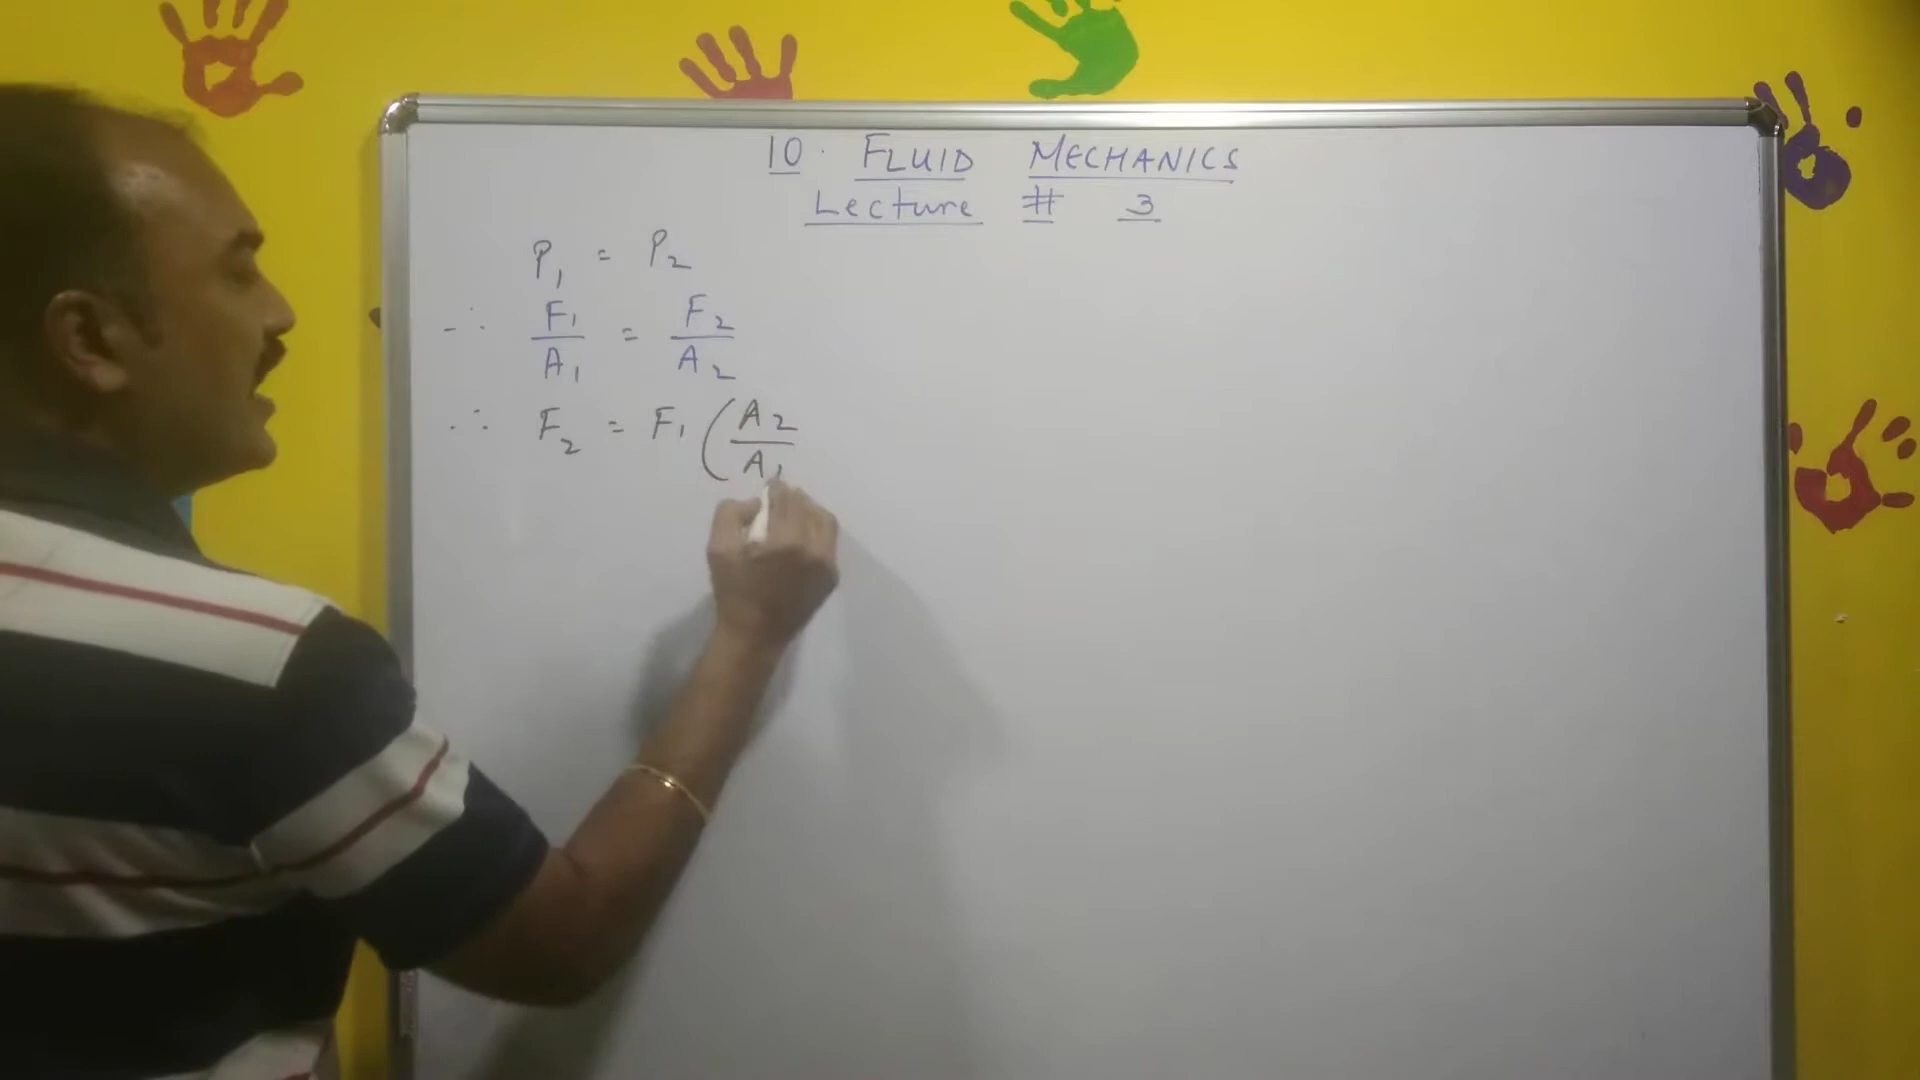 10. FLUID MECHANICS
Lecture # 3
P₁ = P₂
∴ F₁/A₁ = F₂/A₂
∴ F₂ = F₁ (A₂/A₁